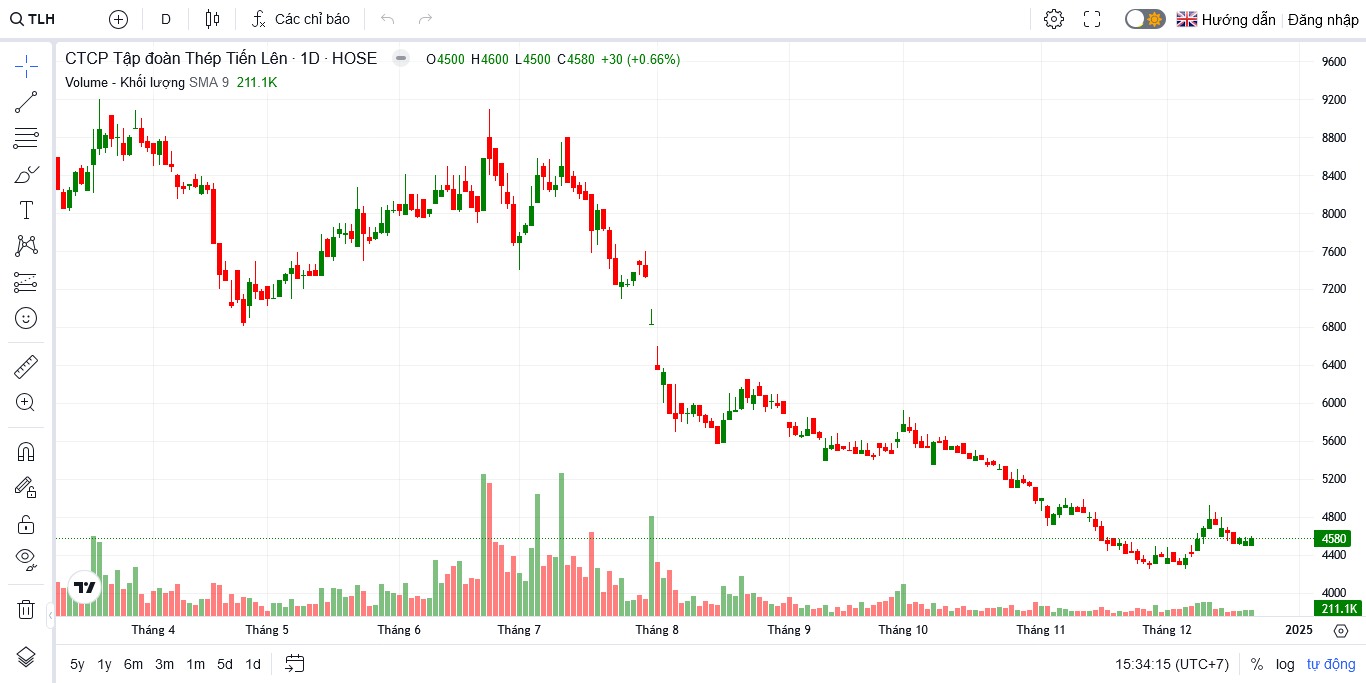 TLH D Các chỉ báo Hướng dẫn Đăng nhập
CTCP Tập đoàn Thép Tiến Lên · 1D · HOSE O4500 H4600 L4500 C4580 +30 (+0.66%)
Volume - Khối lượng SMA 9 211.1K
9600
9200
8800
8400
8000
7600
7200
6800
6400
6000
5600
5200
4800
4580
4400
4000
211.1K
Tháng 4 Tháng 5 Tháng 6 Tháng 7 Tháng 8 Tháng 9 Tháng 10 Tháng 11 Tháng 12 2025
5y 1y 6m 3m 1m 5d 1d 15:34:15 (UTC+7) % log tự động